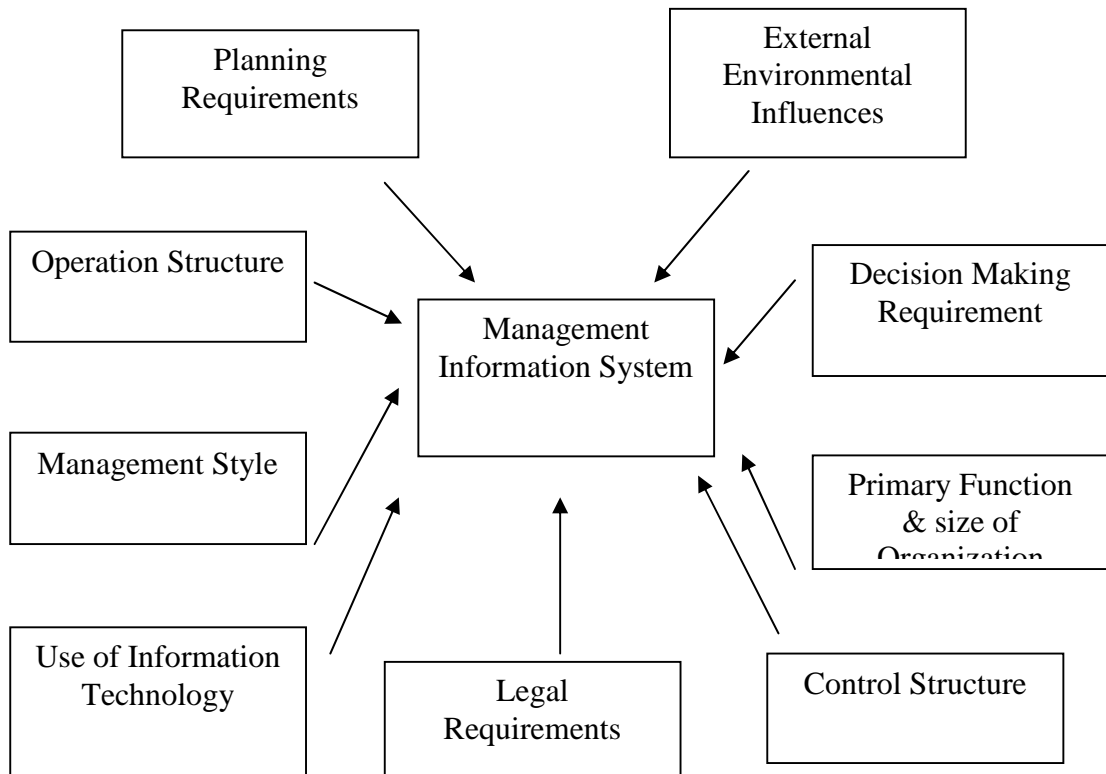 Planning
Requirements
External
Environmental
Influences
Operation Structure
Decision Making
Requirement
Management
Information System
Management Style
Primary Function
& size of
Organization
Use of Information
Technology
Legal
Requirements
Control Structure